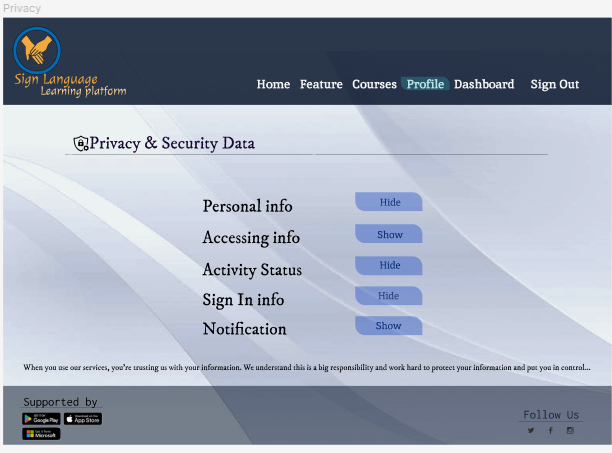 Privacy
Sign Language
Learning platform
Home Feature Courses Profile Dashboard Sign Out
Privacy & Security Data
Personal info Hide
Accessing info Show
Activity Status Hide
Sign In info Hide
Notification Show
When you use our services, you're trusting us with your information. We understand this is a big responsibility and work hard to protect your information and put you in control...
Supported by
Google Play
App Store
Microsoft
Follow Us